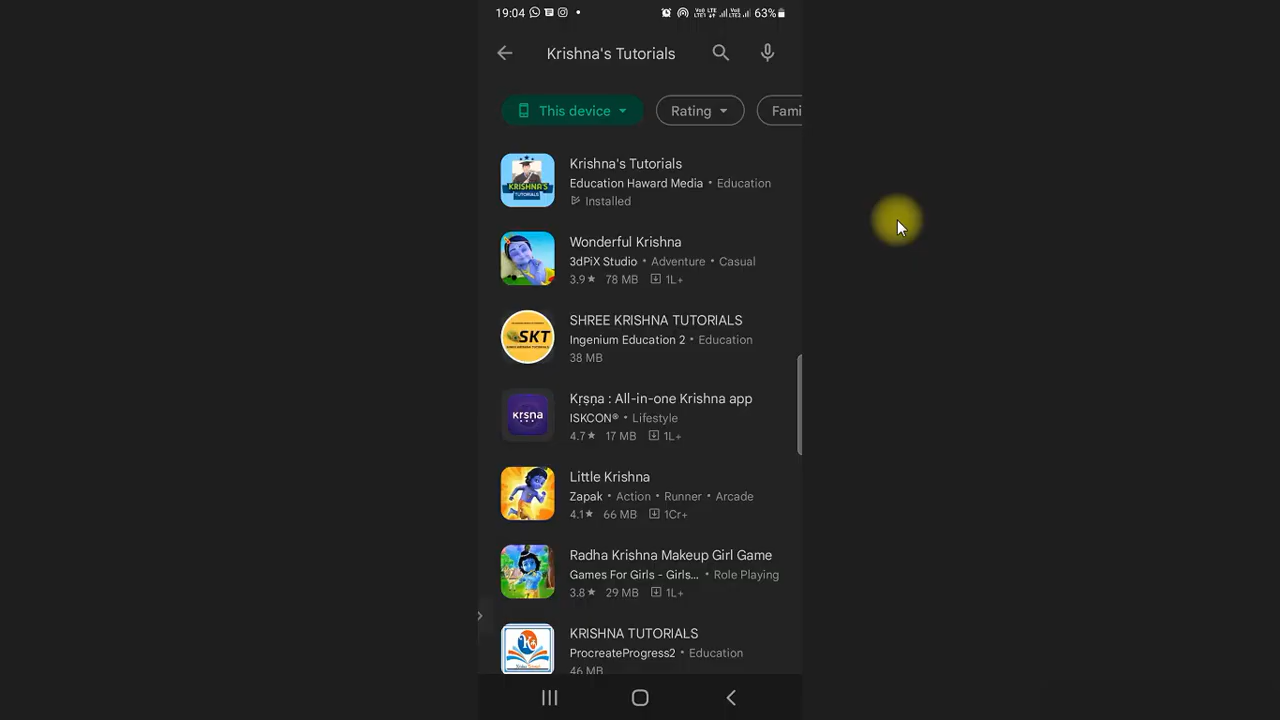 19:04 63%
Krishna's Tutorials
This device Rating Fami
Krishna's Tutorials
Education Haward Media • Education
Installed
KRISHNA'S
TUTORIALS
Wonderful Krishna
3dPiX Studio • Adventure • Casual
3.9★ 78 MB 1L+
SHREE KRISHNA TUTORIALS
Ingenium Education 2 • Education
38 MB
SKT
Kṛṣṇa : All-in-one Krishna app
ISKCON® • Lifestyle
4.7★ 17 MB 1L+
kṛṣṇa
Little Krishna
Zapak • Action • Runner • Arcade
4.1★ 66 MB 1Cr+
Radha Krishna Makeup Girl Game
Games For Girls - Girls... • Role Playing
3.8★ 29 MB 1L+
KRISHNA TUTORIALS
ProcreateProgress2 • Education
46 MB